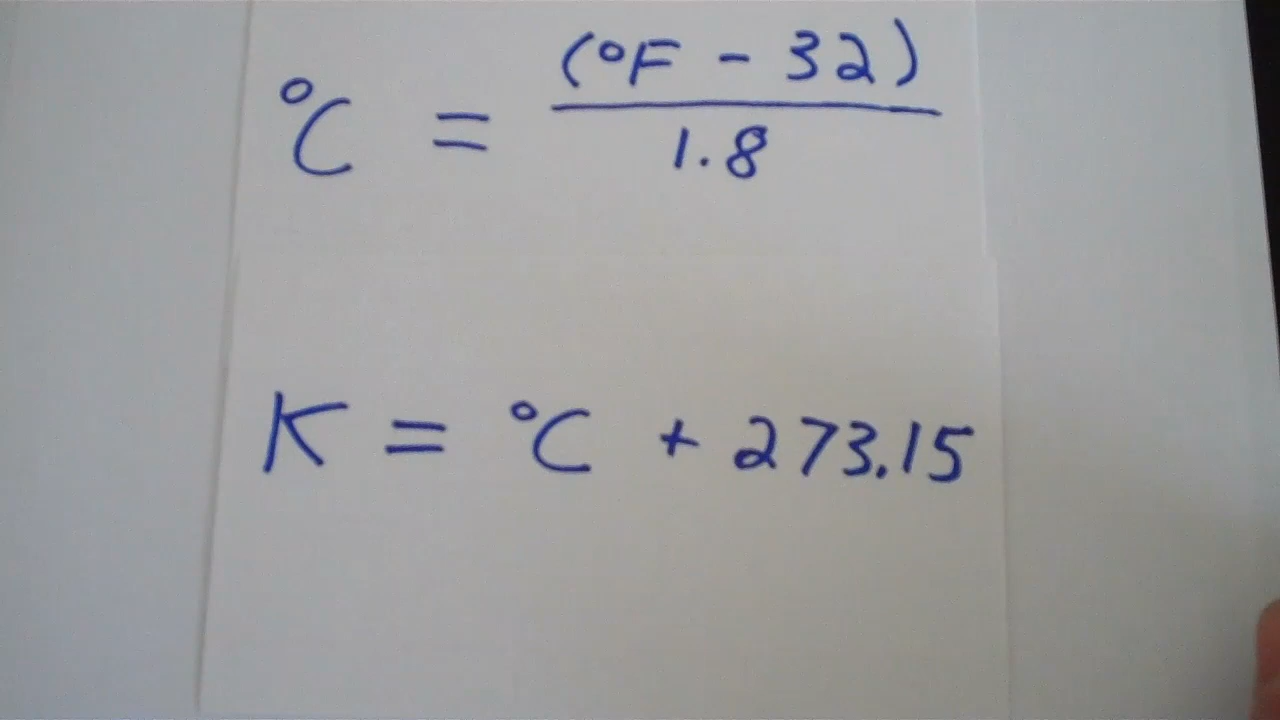 °C = (°F - 32)
1.8
K = °C + 273.15